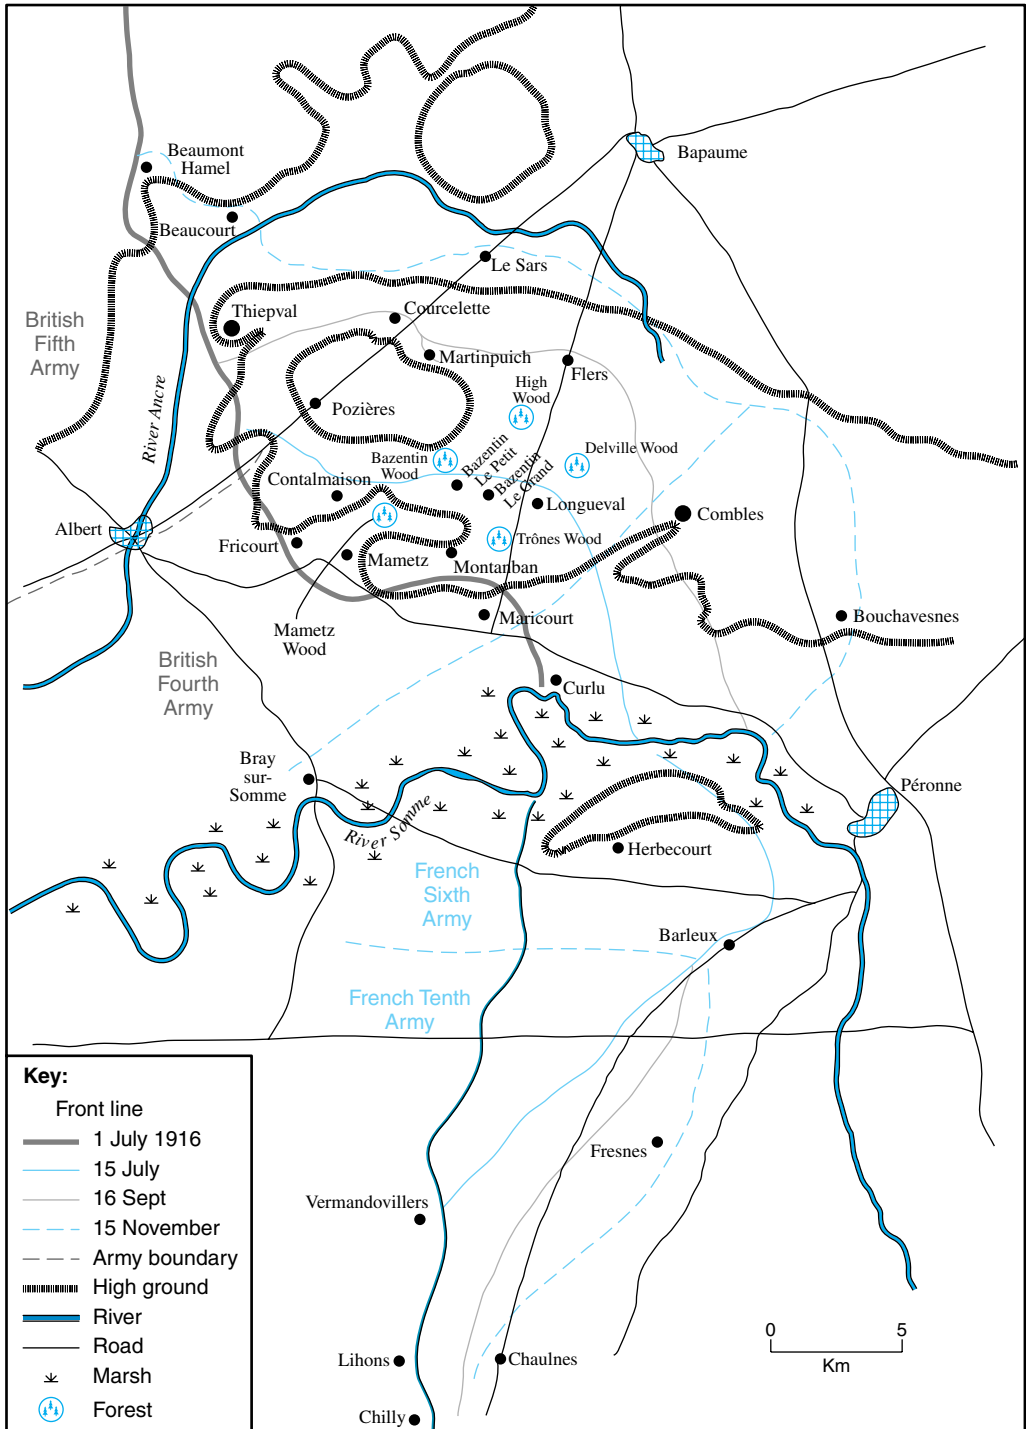 Beaumont
Hamel
Bapaume
Beaucourt
Le Sars
British
Fifth
Army
Thiepval
Courcelette
Martinpuich
Flers
High
Wood
River Ancre
Pozières
Bazentin
Wood
Bazentin
Le Petit
Bazentin
Le Grand
Delville Wood
Contalmaison
Longueval
Combles
Albert
Fricourt
Mametz
Montanban
Trônes Wood
Mametz
Wood
Maricourt
Bouchavesnes
British
Fourth
Army
Curlu
Bray
sur-
Somme
River Somme
Péronne
Herbecourt
French
Sixth
Army
Barleux
French Tenth
Army
Fresnes
Vermandovillers
Lihons
Chaulnes
Chilly
Key:
Front line
1 July 1916
15 July
16 Sept
15 November
Army boundary
High ground
River
Road
Marsh
Forest
0 5
Km